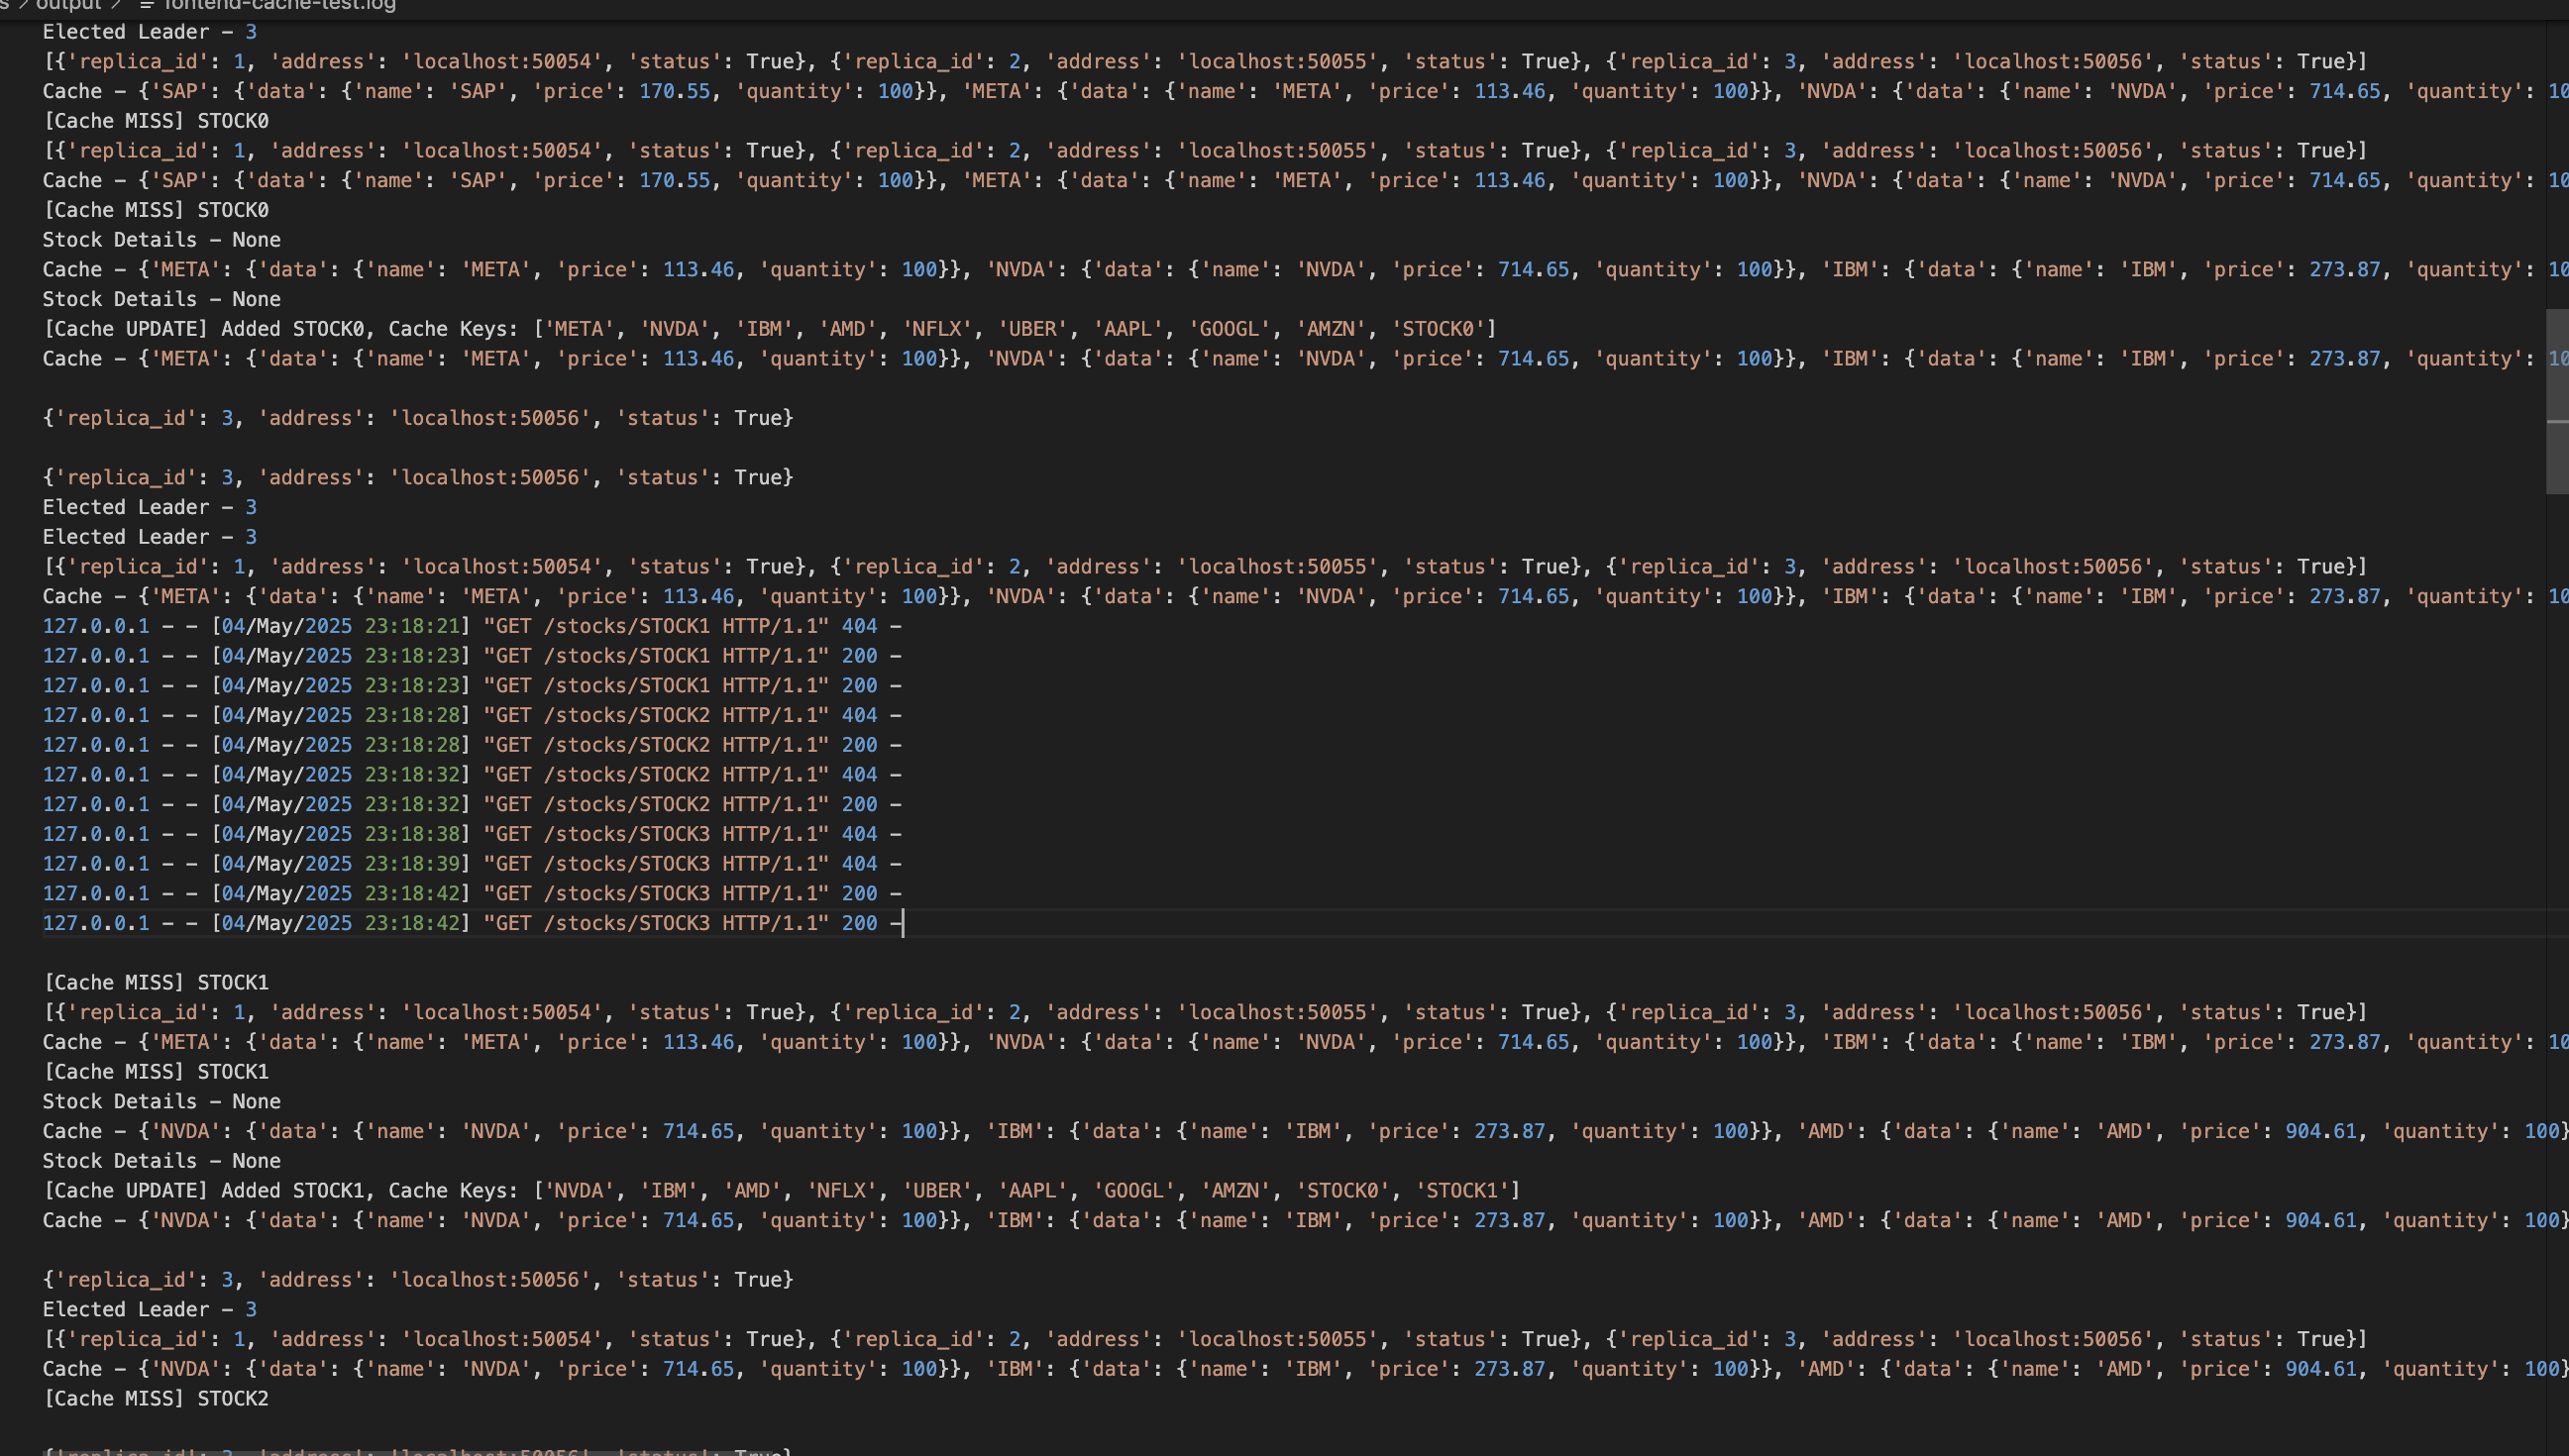 s > output > fontend-cache-test.log
Elected Leader – 3
[{'replica_id': 1, 'address': 'localhost:50054', 'status': True}, {'replica_id': 2, 'address': 'localhost:50055', 'status': True}, {'replica_id': 3, 'address': 'localhost:50056', 'status': True}]
Cache – {'SAP': {'data': {'name': 'SAP', 'price': 170.55, 'quantity': 100}}, 'META': {'data': {'name': 'META', 'price': 113.46, 'quantity': 100}}, 'NVDA': {'data': {'name': 'NVDA', 'price': 714.65, 'quantity': 10
[Cache MISS] STOCK0
[{'replica_id': 1, 'address': 'localhost:50054', 'status': True}, {'replica_id': 2, 'address': 'localhost:50055', 'status': True}, {'replica_id': 3, 'address': 'localhost:50056', 'status': True}]
Cache – {'SAP': {'data': {'name': 'SAP', 'price': 170.55, 'quantity': 100}}, 'META': {'data': {'name': 'META', 'price': 113.46, 'quantity': 100}}, 'NVDA': {'data': {'name': 'NVDA', 'price': 714.65, 'quantity': 10
[Cache MISS] STOCK0
Stock Details – None
Cache – {'META': {'data': {'name': 'META', 'price': 113.46, 'quantity': 100}}, 'NVDA': {'data': {'name': 'NVDA', 'price': 714.65, 'quantity': 100}}, 'IBM': {'data': {'name': 'IBM', 'price': 273.87, 'quantity': 10
Stock Details – None
[Cache UPDATE] Added STOCK0, Cache Keys: ['META', 'NVDA', 'IBM', 'AMD', 'NFLX', 'UBER', 'AAPL', 'GOOGL', 'AMZN', 'STOCK0']
Cache – {'META': {'data': {'name': 'META', 'price': 113.46, 'quantity': 100}}, 'NVDA': {'data': {'name': 'NVDA', 'price': 714.65, 'quantity': 100}}, 'IBM': {'data': {'name': 'IBM', 'price': 273.87, 'quantity': 10
{'replica_id': 3, 'address': 'localhost:50056', 'status': True}
{'replica_id': 3, 'address': 'localhost:50056', 'status': True}
Elected Leader – 3
Elected Leader – 3
[{'replica_id': 1, 'address': 'localhost:50054', 'status': True}, {'replica_id': 2, 'address': 'localhost:50055', 'status': True}, {'replica_id': 3, 'address': 'localhost:50056', 'status': True}]
Cache – {'META': {'data': {'name': 'META', 'price': 113.46, 'quantity': 100}}, 'NVDA': {'data': {'name': 'NVDA', 'price': 714.65, 'quantity': 100}}, 'IBM': {'data': {'name': 'IBM', 'price': 273.87, 'quantity': 10
127.0.0.1 – – [04/May/2025 23:18:21] "GET /stocks/STOCK1 HTTP/1.1" 404 –
127.0.0.1 – – [04/May/2025 23:18:23] "GET /stocks/STOCK1 HTTP/1.1" 200 –
127.0.0.1 – – [04/May/2025 23:18:23] "GET /stocks/STOCK1 HTTP/1.1" 200 –
127.0.0.1 – – [04/May/2025 23:18:28] "GET /stocks/STOCK2 HTTP/1.1" 404 –
127.0.0.1 – – [04/May/2025 23:18:28] "GET /stocks/STOCK2 HTTP/1.1" 200 –
127.0.0.1 – – [04/May/2025 23:18:32] "GET /stocks/STOCK2 HTTP/1.1" 404 –
127.0.0.1 – – [04/May/2025 23:18:32] "GET /stocks/STOCK2 HTTP/1.1" 200 –
127.0.0.1 – – [04/May/2025 23:18:38] "GET /stocks/STOCK3 HTTP/1.1" 404 –
127.0.0.1 – – [04/May/2025 23:18:39] "GET /stocks/STOCK3 HTTP/1.1" 404 –
127.0.0.1 – – [04/May/2025 23:18:42] "GET /stocks/STOCK3 HTTP/1.1" 200 –
127.0.0.1 – – [04/May/2025 23:18:42] "GET /stocks/STOCK3 HTTP/1.1" 200 –
[Cache MISS] STOCK1
[{'replica_id': 1, 'address': 'localhost:50054', 'status': True}, {'replica_id': 2, 'address': 'localhost:50055', 'status': True}, {'replica_id': 3, 'address': 'localhost:50056', 'status': True}]
Cache – {'META': {'data': {'name': 'META', 'price': 113.46, 'quantity': 100}}, 'NVDA': {'data': {'name': 'NVDA', 'price': 714.65, 'quantity': 100}}, 'IBM': {'data': {'name': 'IBM', 'price': 273.87, 'quantity': 10
[Cache MISS] STOCK1
Stock Details – None
Cache – {'NVDA': {'data': {'name': 'NVDA', 'price': 714.65, 'quantity': 100}}, 'IBM': {'data': {'name': 'IBM', 'price': 273.87, 'quantity': 100}}, 'AMD': {'data': {'name': 'AMD', 'price': 904.61, 'quantity': 100}
Stock Details – None
[Cache UPDATE] Added STOCK1, Cache Keys: ['NVDA', 'IBM', 'AMD', 'NFLX', 'UBER', 'AAPL', 'GOOGL', 'AMZN', 'STOCK0', 'STOCK1']
Cache – {'NVDA': {'data': {'name': 'NVDA', 'price': 714.65, 'quantity': 100}}, 'IBM': {'data': {'name': 'IBM', 'price': 273.87, 'quantity': 100}}, 'AMD': {'data': {'name': 'AMD', 'price': 904.61, 'quantity': 100}
{'replica_id': 3, 'address': 'localhost:50056', 'status': True}
Elected Leader – 3
[{'replica_id': 1, 'address': 'localhost:50054', 'status': True}, {'replica_id': 2, 'address': 'localhost:50055', 'status': True}, {'replica_id': 3, 'address': 'localhost:50056', 'status': True}]
Cache – {'NVDA': {'data': {'name': 'NVDA', 'price': 714.65, 'quantity': 100}}, 'IBM': {'data': {'name': 'IBM', 'price': 273.87, 'quantity': 100}}, 'AMD': {'data': {'name': 'AMD', 'price': 904.61, 'quantity': 100}
[Cache MISS] STOCK2